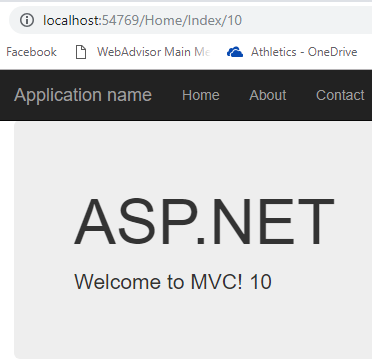 localhost:54769/Home/Index/10
Facebook WebAdvisor Main Me Athletics - OneDrive
Application name Home About Contact
ASP.NET
Welcome to MVC! 10